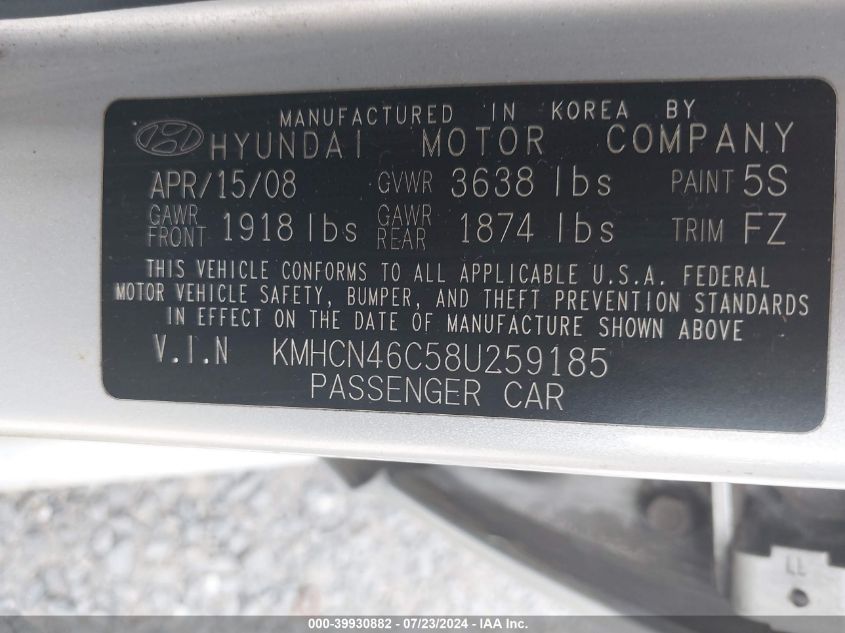 MANUFACTURED IN KOREA BY
HYUNDAI MOTOR COMPANY
APR/15/08 GVWR 3638 lbs PAINT 5S
GAWR FRONT 1918 lbs GAWR REAR 1874 lbs TRIM FZ
THIS VEHICLE CONFORMS TO ALL APPLICABLE U.S.A. FEDERAL
MOTOR VEHICLE SAFETY, BUMPER, AND THEFT PREVENTION STANDARDS
IN EFFECT ON THE DATE OF MANUFACTURE SHOWN ABOVE
V.I.N KMHCN46C58U259185
PASSENGER CAR
LL
000-39930882 - 07/23/2024 - IAA Inc.